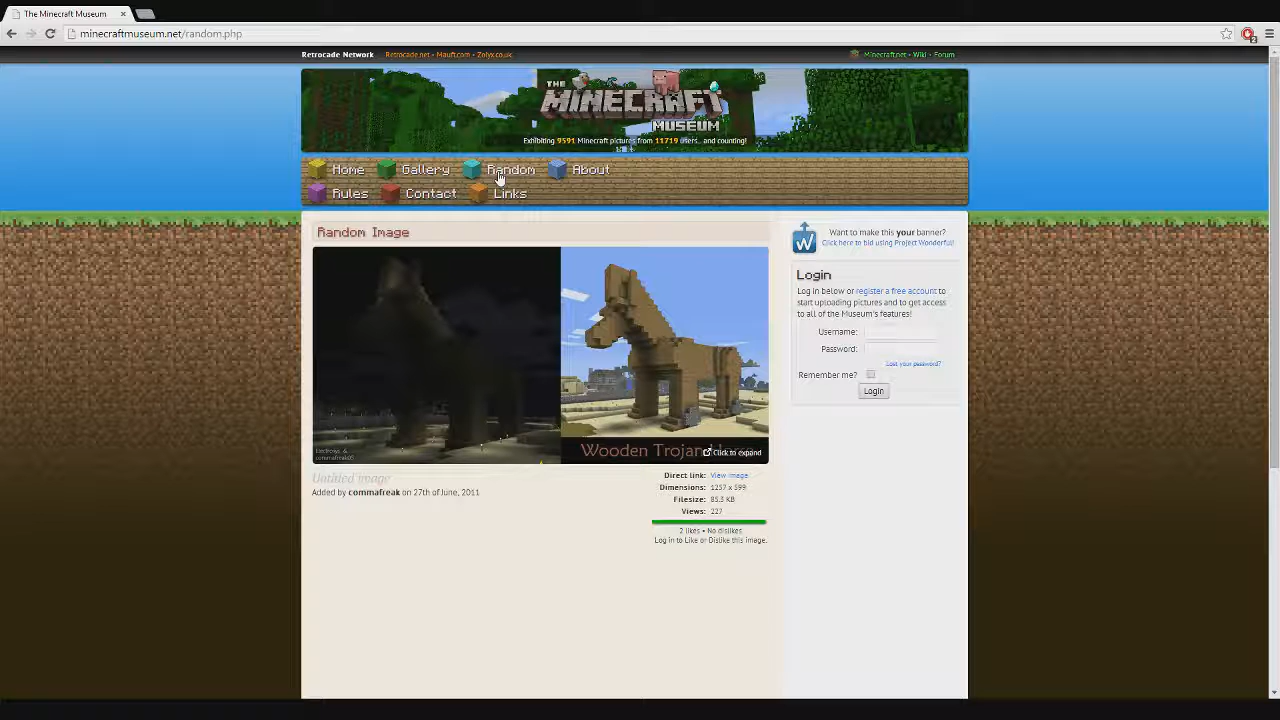 The Minecraft Museum
minecraftmuseum.net/random.php
Retrocade Network
Retrocade.net • Mauft.com • Zolyx.co.uk
Minecraft.net • Wiki • Forum
THE
MINECRAFT
MUSEUM
Exhibiting 9591 Minecraft pictures from 11719 users.. and counting!
Home
Gallery
Random
About
Rules
Contact
Links
Random Image
Wooden Trojan
Click to expand
Untitled image
Added by commafreak on 27th of June, 2011
Direct link: View image
Dimensions: 1257 x 599
Filesize: 85.3 KB
Views: 227
2 likes • No dislikes
Log in to Like or Dislike this image.
W
Want to make this your banner?
Click here to bid using Project Wonderful!
Login
Log in below or register a free account to
start uploading pictures and to get access
to all of the Museum's features!
Username:
Password:
Lost your password?
Remember me?
Login